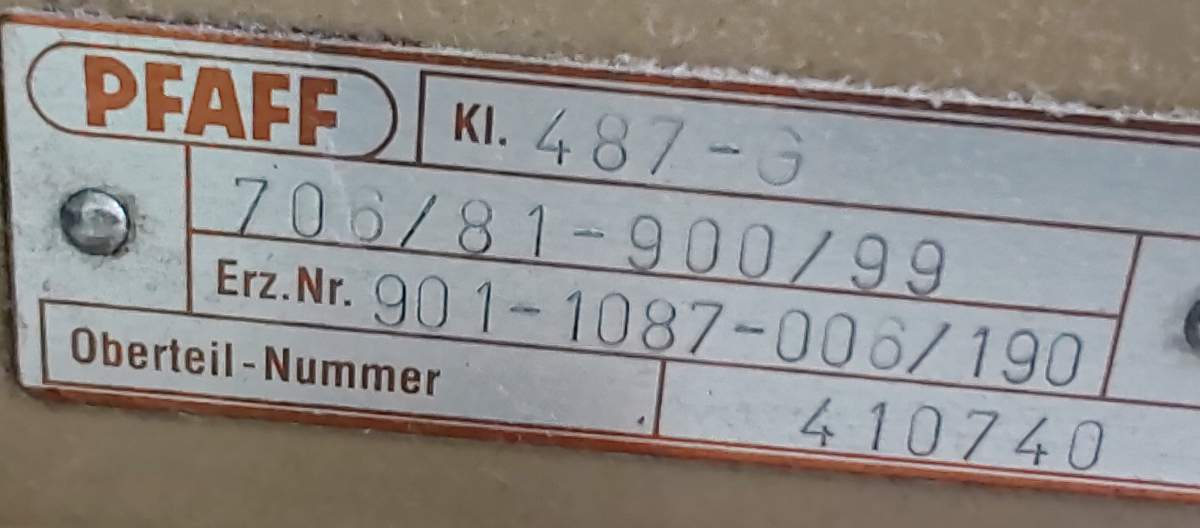 PFAFF Kl. 487-G
706/81-900/99
Erz.Nr. 901-1087-006/190
Oberteil-Nummer 410740